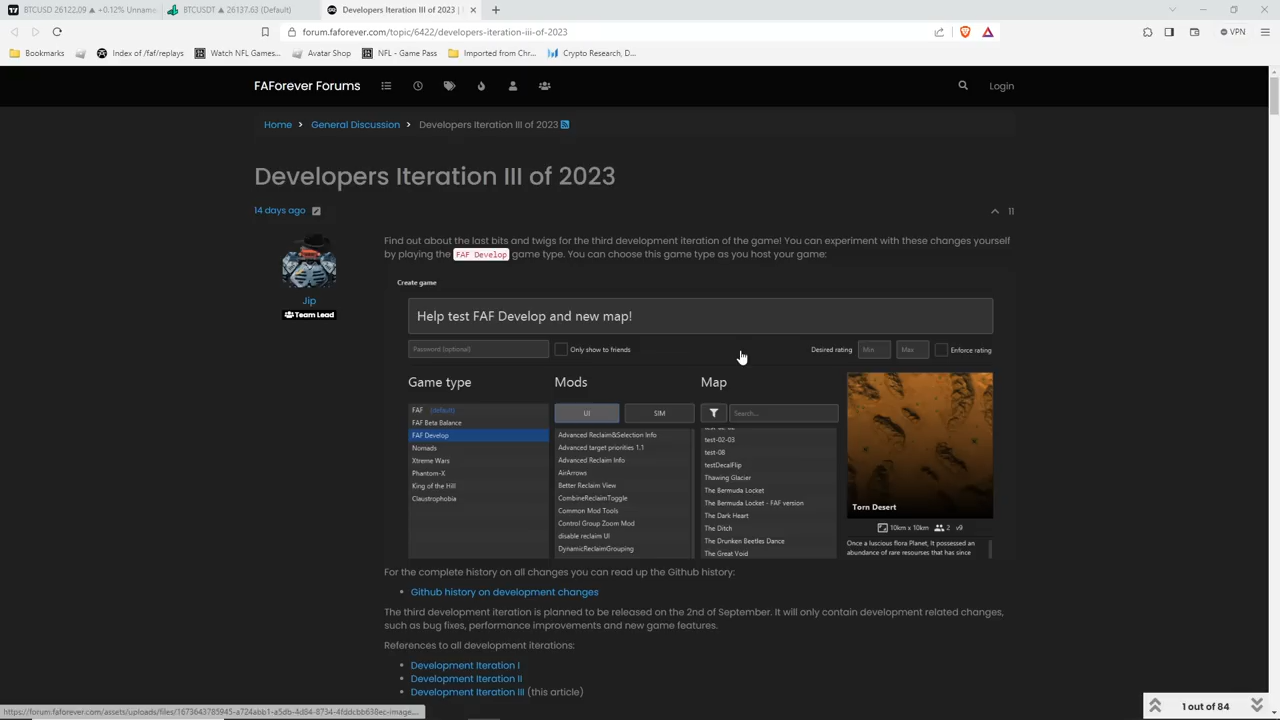 BTCUSD 26122.09 ▲ +0.12% Unname
BTCUSDT ▲ 26137.63 (Default)
Developers Iteration III of 2023 |
forum.faforever.com/topic/6422/developers-iteration-iii-of-2023
VPN
Bookmarks
Index of /faf/replays
Watch NFL Games...
Avatar Shop
NFL - Game Pass
Imported from Chr...
Crypto Research, D...
FAForever Forums
Login
Home > General Discussion > Developers Iteration III of 2023
Developers Iteration III of 2023
14 days ago
11
Jip
Team Lead
Find out about the last bits and twigs for the third development iteration of the game! You can experiment with these changes yourself
by playing the FAF Develop game type. You can choose this game type as you host your game:
Create game
Help test FAF Develop and new map!
Password (optional)
Only show to friends
Desired rating
Min
Max
Enforce rating
Game type
FAF (default)
FAF Beta Balance
FAF Develop
Nomads
Xtreme Wars
Phantom-X
King of the Hill
Claustrophobia
Mods
UI
SIM
Advanced Reclaim&Selection Info
Advanced target priorities 1.1
Advanced Reclaim Info
AirArrows
Better Reclaim View
CombineReclaimToggle
Common Mod Tools
Control Group Zoom Mod
disable reclaim UI
DynamicReclaimGrouping
Map
Search...
test-02-03
test-08
testDecalFlip
Thawing Glacier
The Bermuda Locket
The Bermuda Locket - FAF version
The Dark Heart
The Ditch
The Drunken Beetles Dance
The Great Void
Torn Desert
10km x 10km
2
v9
Once a luscious flora Planet, It possessed an
abundance of rare resourses that has since
For the complete history on all changes you can read up the Github history:
Github history on development changes
The third development iteration is planned to be released on the 2nd of September. It will only contain development related changes,
such as bug fixes, performance improvements and new game features.
References to all development iterations:
Development Iteration I
Development Iteration II
Development Iteration III (this article)
1 out of 84